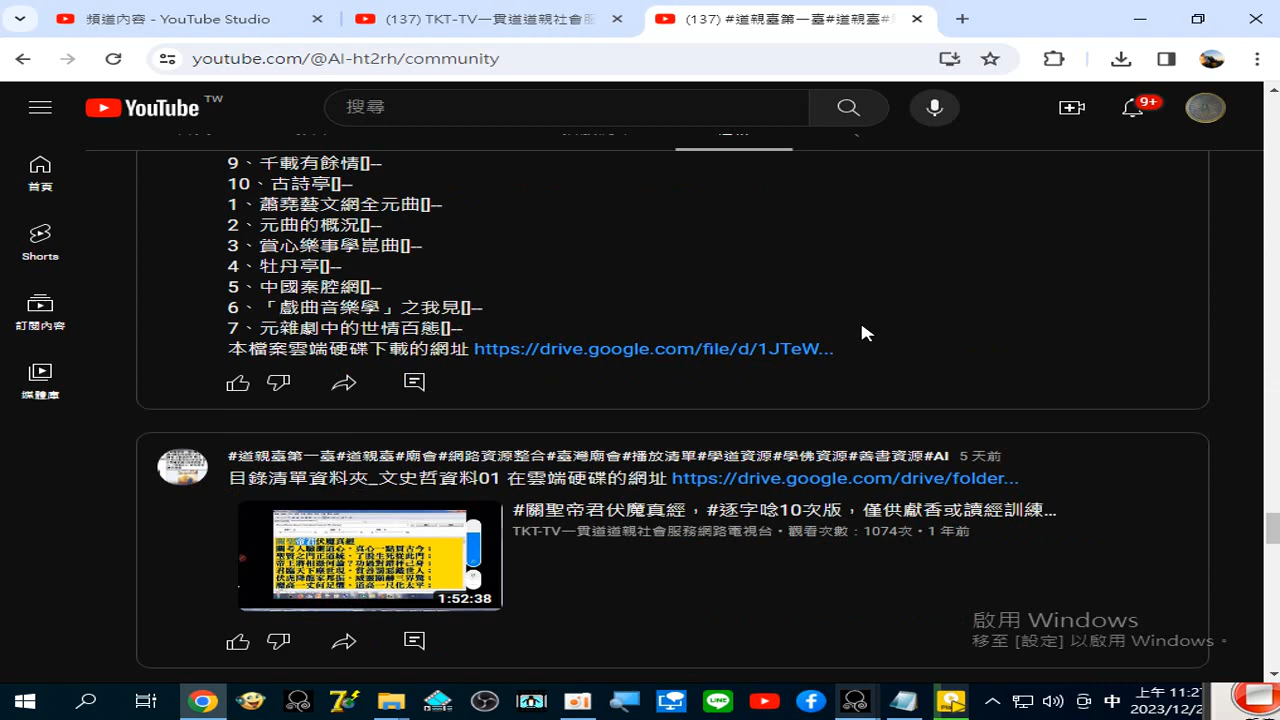 頻道內容 - YouTube Studio
(137) TKT-TV一貫道道親社會服
(137) #道親臺第一臺#道親臺#
youtube.com/@AI-ht2rh/community
YouTube TW
搜尋
9+
首頁
Shorts
訂閱內容
媒體庫
9、千載有餘情[]--
10、古詩亭[]--
1、蕭堯藝文網全元曲[]--
2、元曲的概況[]--
3、賞心樂事學崑曲[]--
4、牡丹亭[]--
5、中國秦腔網[]--
6、「戲曲音樂學」之我見[]--
7、元雜劇中的世情百態[]--
本檔案雲端硬碟下載的網址 https://drive.google.com/file/d/1JTeW...
#道親臺第一臺#道親臺#廟會#網路資源整合#臺灣廟會#播放清單#學道資源#學佛資源#善書資源#AI 5 天前
目錄清單資料夾_文史哲資料01 在雲端硬碟的網址 https://drive.google.com/drive/folder...
#關聖帝君伏魔真經，#逐字唸10次版，僅供獻香或讀經訓練...
TKT-TV一貫道道親社會服務網路電視台・觀看次數：1074次・1 年前
1:52:38
啟用 Windows
移至 [設定] 以啟用 Windows。
中
上午 11:27
2023/12/2